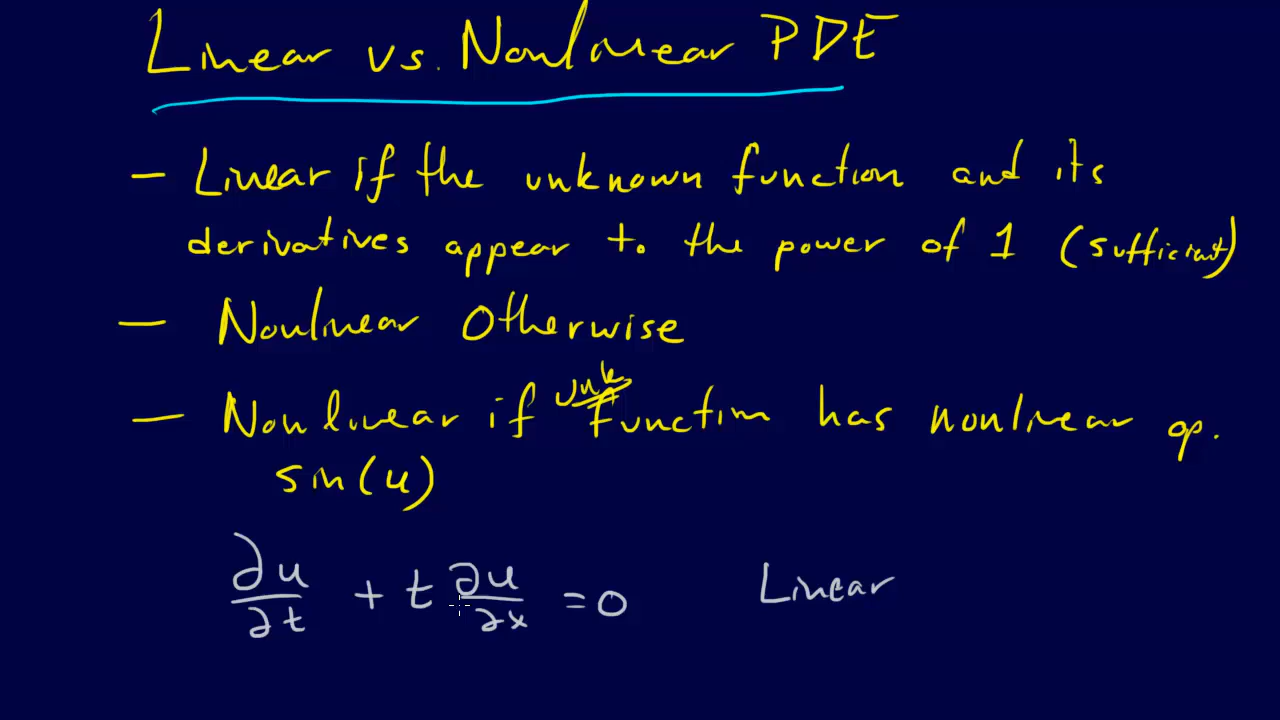 Linear vs. Nonlinear PDE
– Linear if the unknown function and its
derivatives appear to the power of 1 (sufficient)
– Nonlinear Otherwise
– Nonlinear if unk function has nonlinear op.
sin(u)
∂u/∂t + t ∂u/∂x = 0 Linear